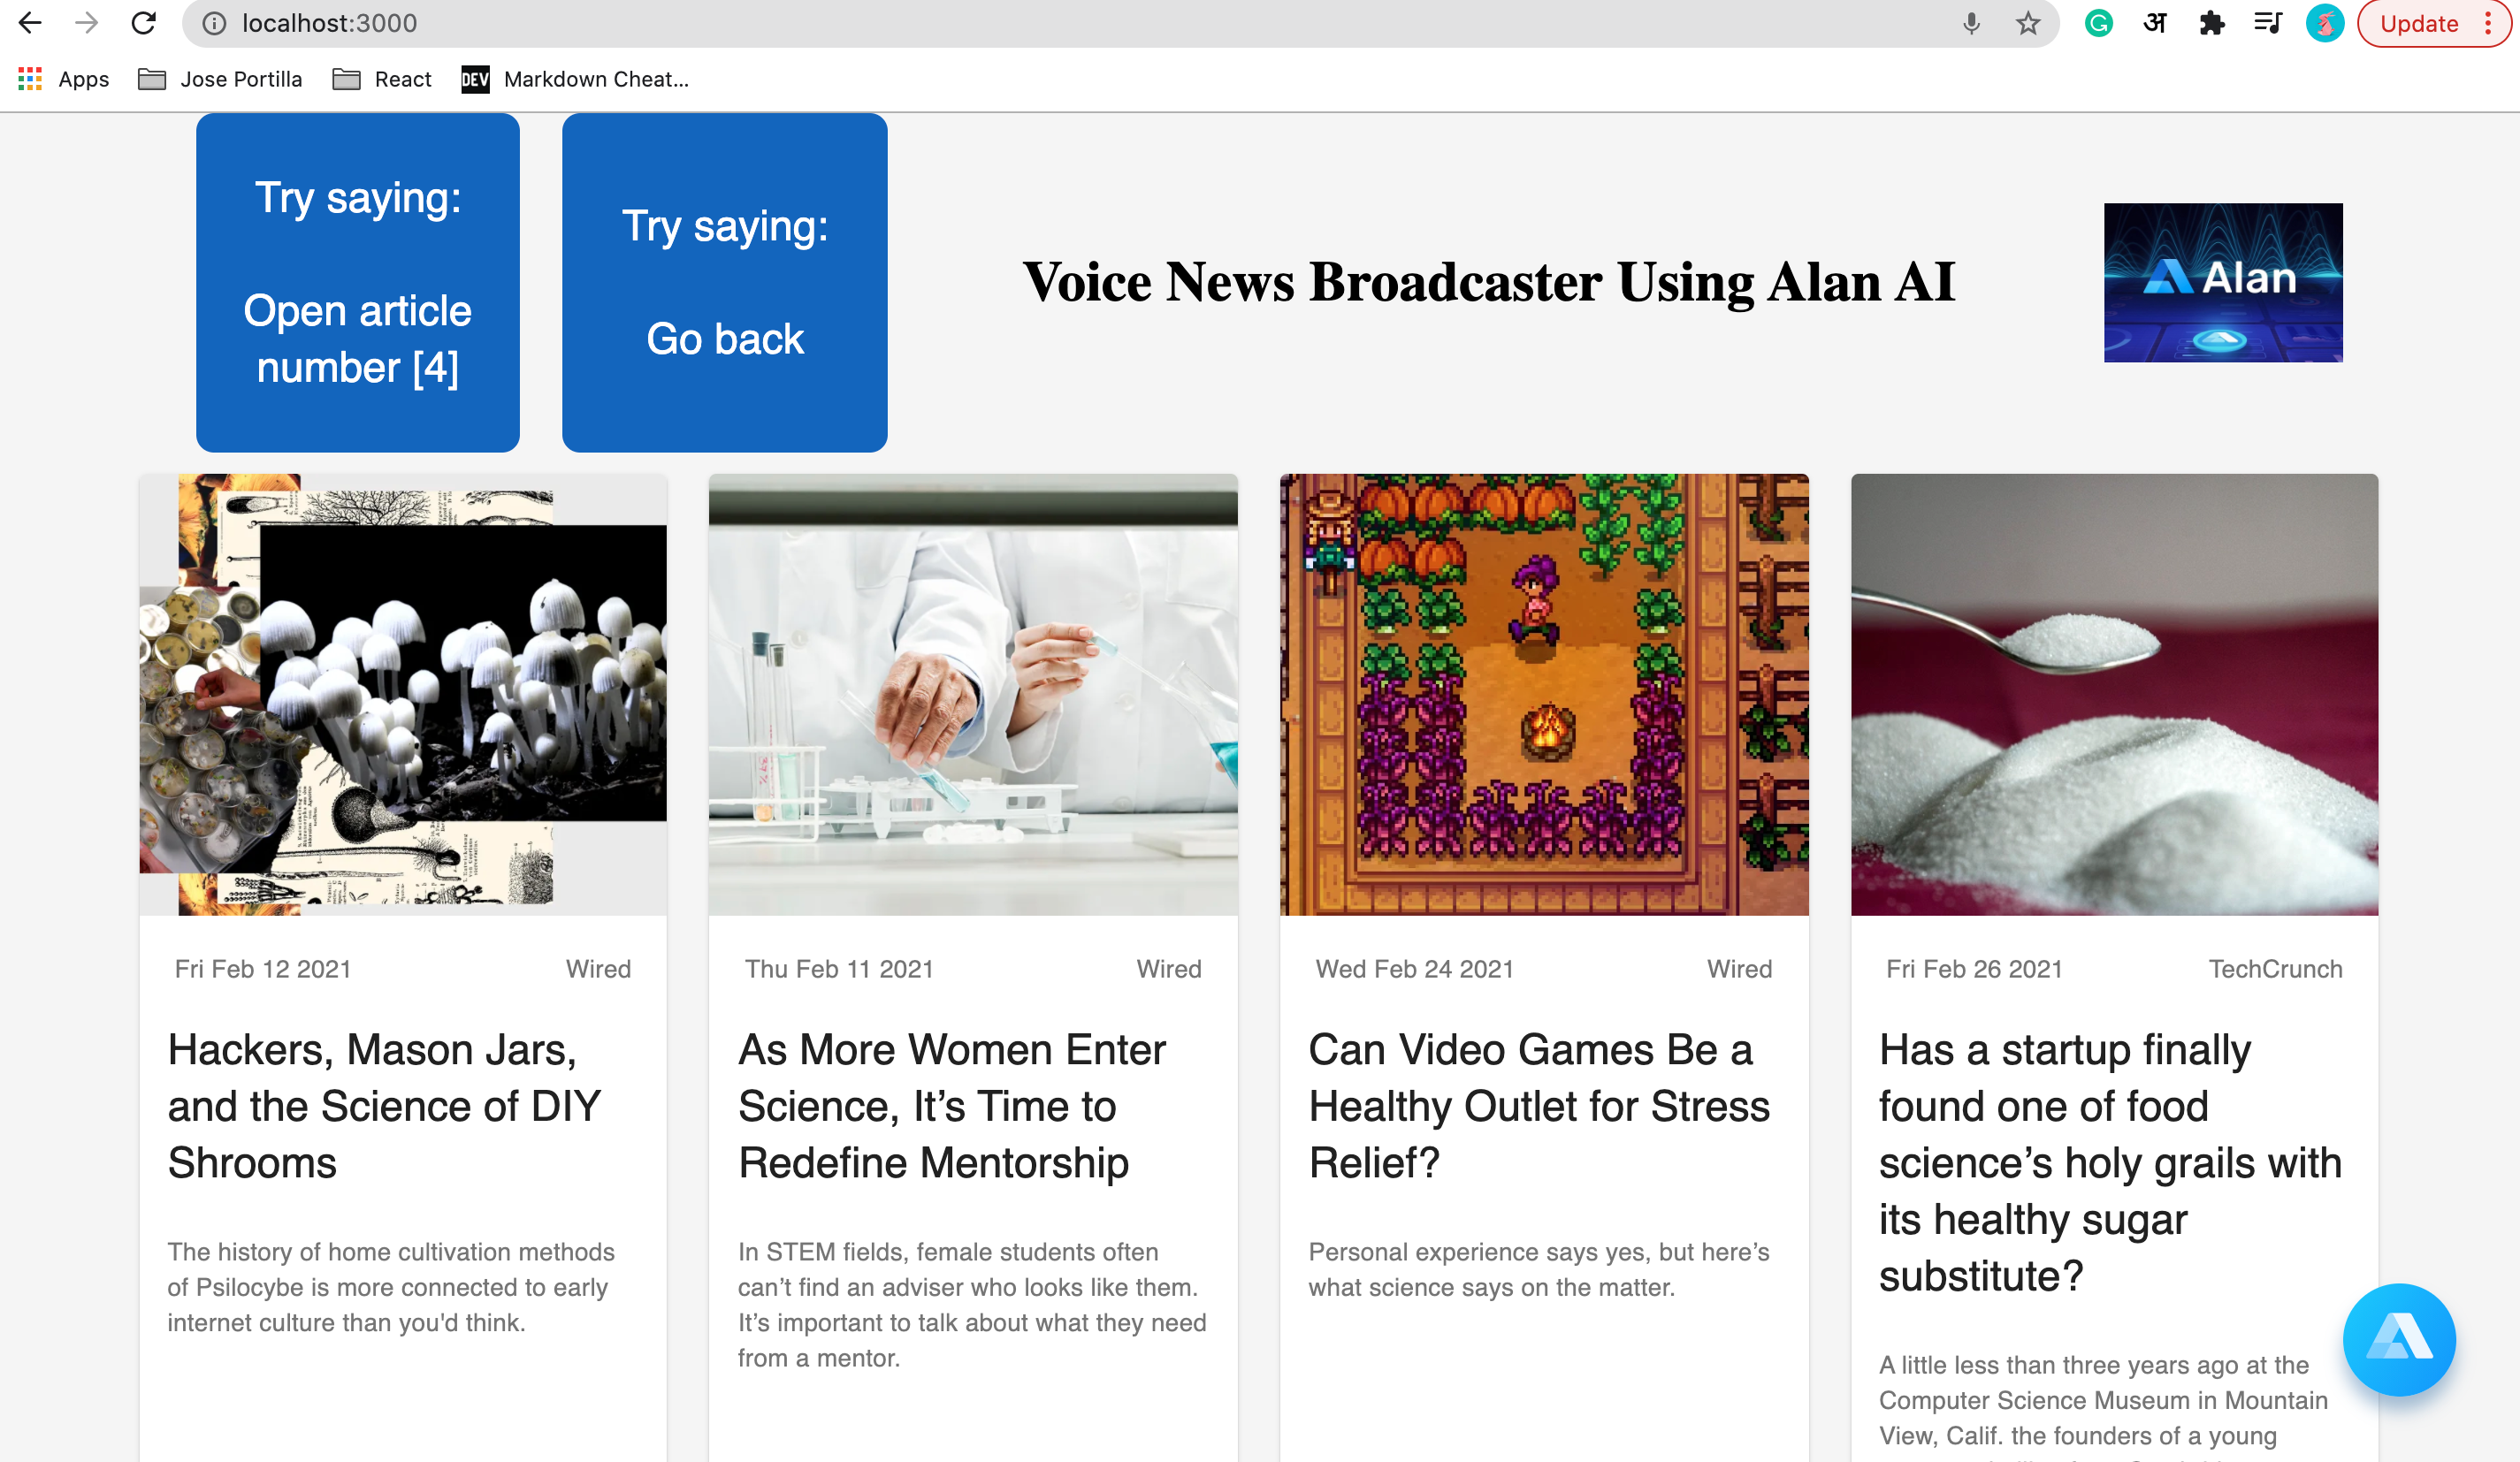 localhost:3000
अ
Update
Apps
Jose Portilla
React
DEV
Markdown Cheat...
Try saying:
Open article
number [4]
Try saying:
Go back
Voice News Broadcaster Using Alan AI
Alan
Fri Feb 12 2021
Wired
Hackers, Mason Jars,
and the Science of DIY
Shrooms
The history of home cultivation methods
of Psilocybe is more connected to early
internet culture than you'd think.
Thu Feb 11 2021
Wired
As More Women Enter
Science, It’s Time to
Redefine Mentorship
In STEM fields, female students often
can’t find an adviser who looks like them.
It’s important to talk about what they need
from a mentor.
Wed Feb 24 2021
Wired
Can Video Games Be a
Healthy Outlet for Stress
Relief?
Personal experience says yes, but here’s
what science says on the matter.
Fri Feb 26 2021
TechCrunch
Has a startup finally
found one of food
science’s holy grails with
its healthy sugar
substitute?
A little less than three years ago at the
Computer Science Museum in Mountain
View, Calif. the founders of a young